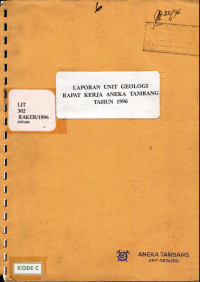 LAPORAN UNIT GEOLOGI
RAPAT KERJA ANEKA TAMBANG
TAHUN 1996
LIT
302
RAKER/1996
KODE C
ANEKA TAMBANG
UNIT GEOLOGI